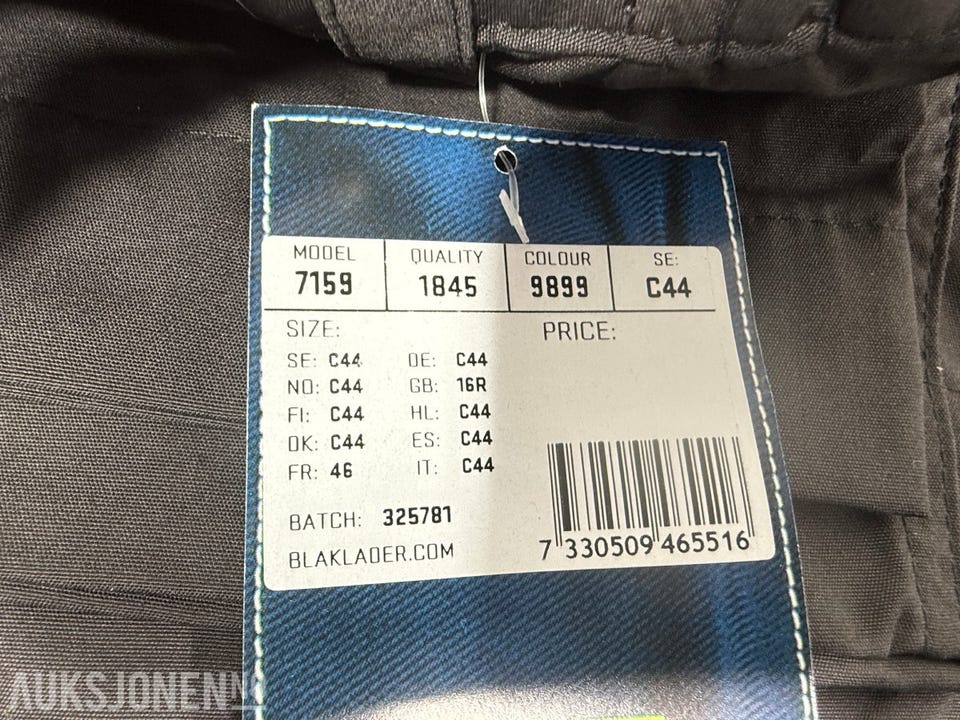 MODEL QUALITY COLOUR SE:
7159 1845 9899 C44
SIZE: PRICE:
SE: C44 DE: C44
NO: C44 GB: 16R
FI: C44 HL: C44
DK: C44 ES: C44
FR: 46 IT: C44
BATCH: 325781
BLAKLADER.COM
7 330509 465516
AUKSJONEN